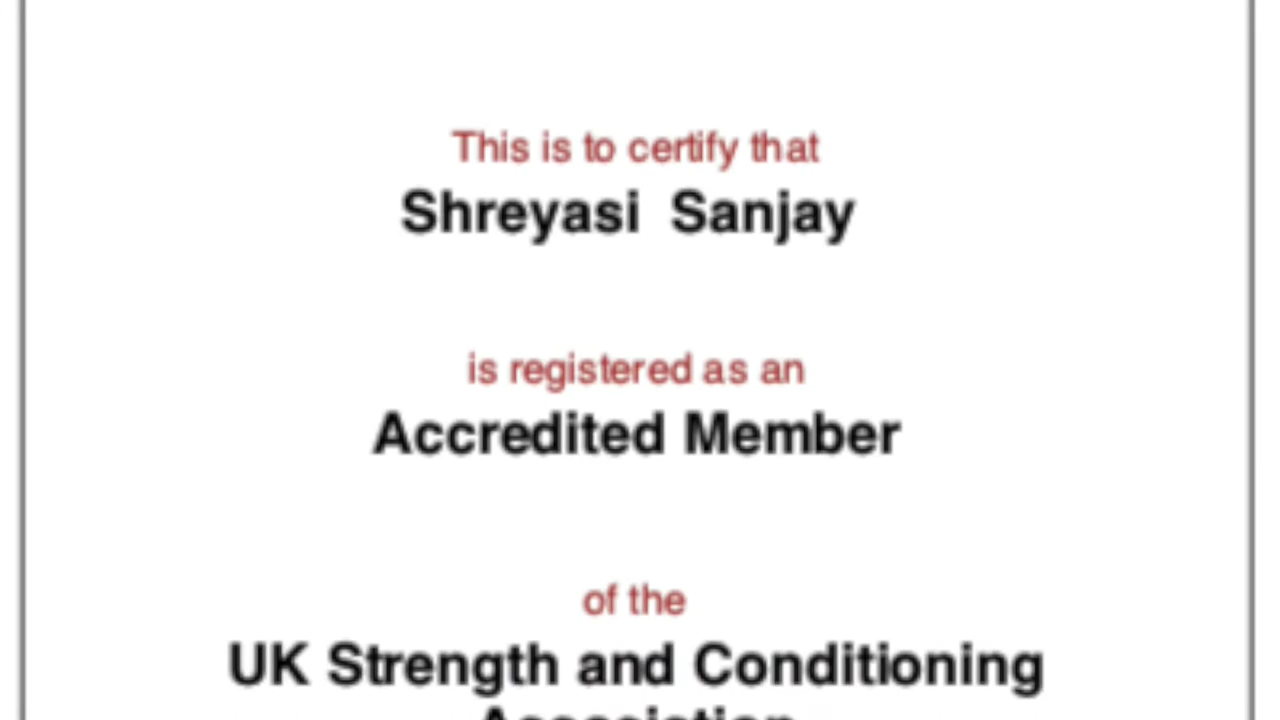 This is to certify that
Shreyasi Sanjay
is registered as an
Accredited Member
of the
UK Strength and Conditioning
Association